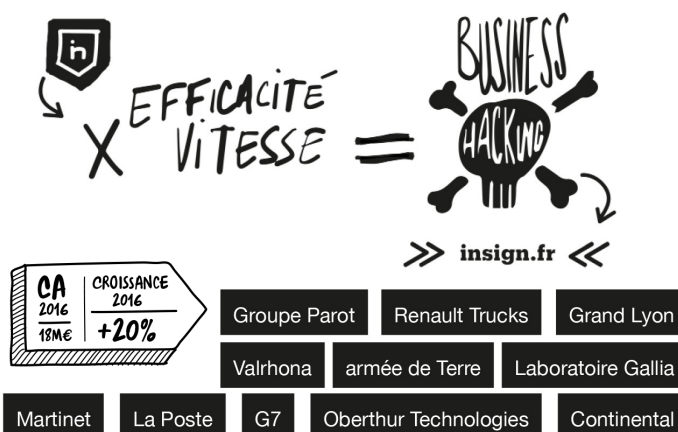 in
X EFFICACITÉ
VITESSE =
BUSINESS
HACKING
>> insign.fr <<
CA
2016
18M€
CROISSANCE
2016
+20%
Groupe Parot
Renault Trucks
Grand Lyon
Valrhona
armée de Terre
Laboratoire Gallia
Martinet
La Poste
G7
Oberthur Technologies
Continental